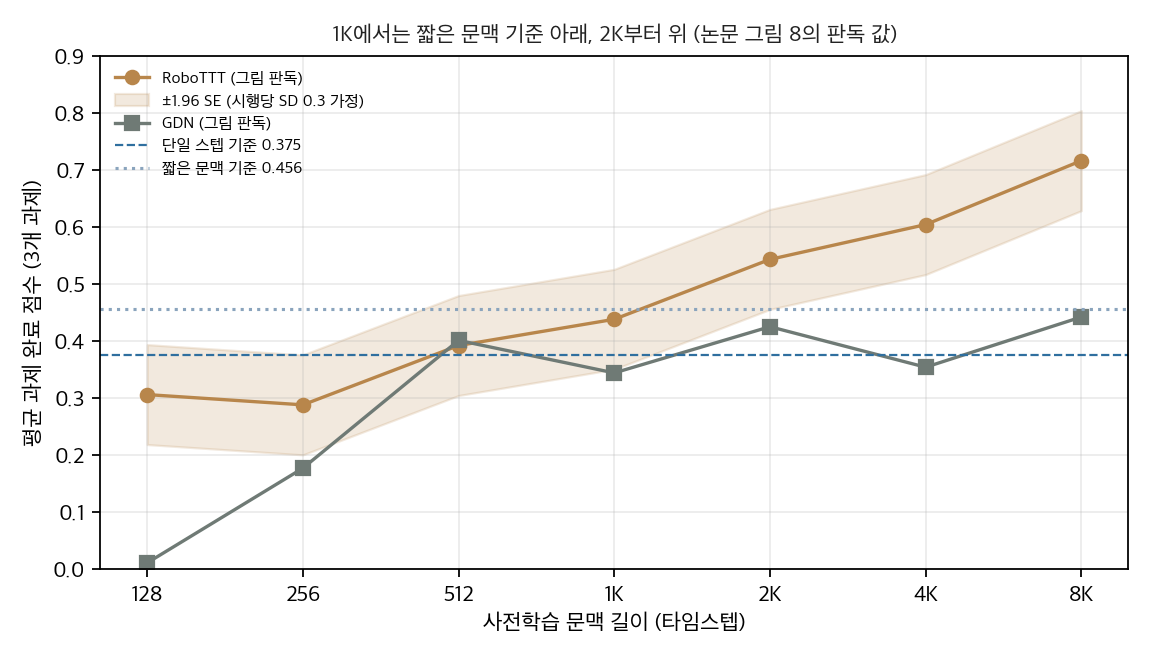 1K에서는 짧은 문맥 기준 아래, 2K부터 위 (논문 그림 8의 판독 값)
RoboTTT (그림 판독)
±1.96 SE (시행당 SD 0.3 가정)
GDN (그림 판독)
단일 스텝 기준 0.375
짧은 문맥 기준 0.456
평균 과제 완료 점수 (3개 과제)
0.9
0.8
0.7
0.6
0.5
0.4
0.3
0.2
0.1
0.0
128 256 512 1K 2K 4K 8K
사전학습 문맥 길이 (타임스텝)